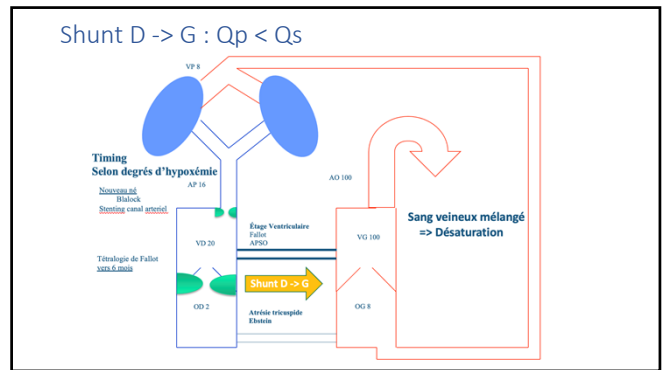 Shunt D -> G : Qp < Qs
VP 8
Timing
Selon degrés d'hypoxémie
AP 16
Nouveau né
Blalock
Stenting canal arteriel
AO 100
Sang veineux mélangé
=> Désaturation
Étage Ventriculaire
Fallot
APSO
VD 20
VG 100
Tétralogie de Fallot
vers 6 mois
Shunt D -> G
OD 2
OG 8
Atrésie tricuspide
Ebstein